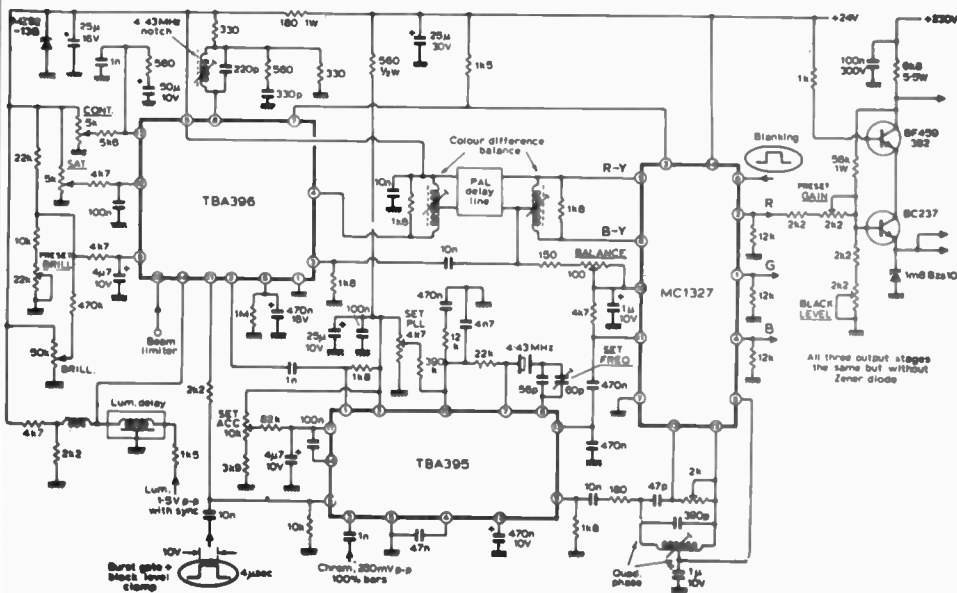 180 1W
+24V
+830V
25μ
16V
4·43MHz
notch
330
25μ
30V
560
½w
1k5
1k
100n
300V
6k8
5·5W
1n
560
50μ
10V
220p
560
330p
330
CONT.
5k
5k6
SAT
5k
4k7
100n
22k
10k
PRESET
BRILL.
22k
4k7
4μ7
10V
470k
50k
BRILL.
TBA396
Colour difference
balance
10n
1k8
PAL
delay
line
1k8
R-Y
B-Y
Blanking
BF459
56k
1W
PRESET
GAIN
R
2k2
2k2
BC237
12k
G
12k
B
12k
2k2
2k2
BLACK
LEVEL
MC1327
All three output stages
the same but without
Zener diode
10n
1k8
150
BALANCE
100
4k7
1μ
10V
1M
470n
16V
Beam
limiter
25μ
10V
100n
SET
PLL
4k7
390
k
470n
12
k
4n7
22k
4·43MHz
SET
FREQ
56p
60p
470n
470n
2k2
1n
1k8
Lum. delay
4k7
2k2
1k5
Lum.
1·5V p-p
with sync
SET
ACC
10k
82k
100n
3k9
4μ7
10V
TBA395
10n
10k
1n
47n
470n
10V
Chrom. 250mV p-p
100% bars
10n
180
47p
2k
1k8
390p
Quad.
phase
1μ
10V
10V
4μsec
Burst gate +
black level
clamp